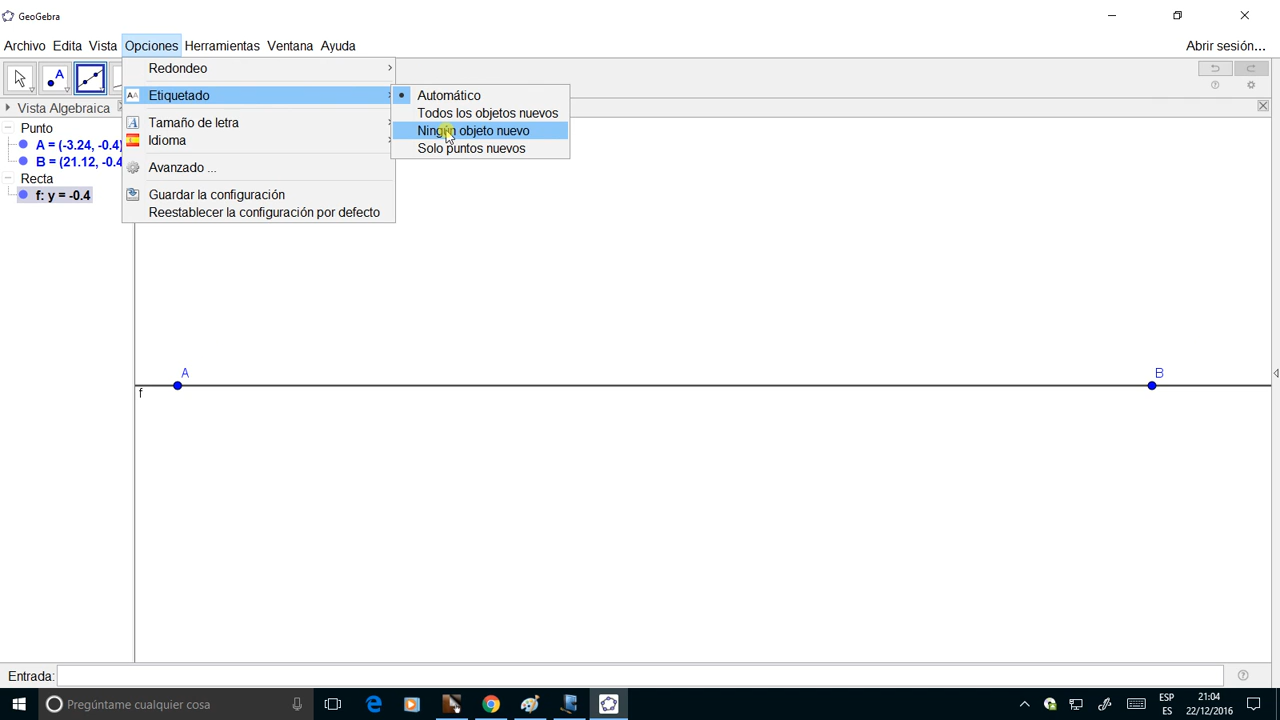 GeoGebra
Archivo Edita Vista Opciones Herramientas Ventana Ayuda
Abrir sesión...
Redondeo
Etiquetado
Tamaño de letra
Idioma
Avanzado ...
Guardar la configuración
Reestablecer la configuración por defecto
Automático
Todos los objetos nuevos
Ningún objeto nuevo
Solo puntos nuevos
Vista Algebraica
Punto
A = (-3.24, -0.4)
B = (21.12, -0.4
Recta
f: y = -0.4
A
B
f
Entrada:
Pregúntame cualquier cosa
ESP
ES
21:04
22/12/2016